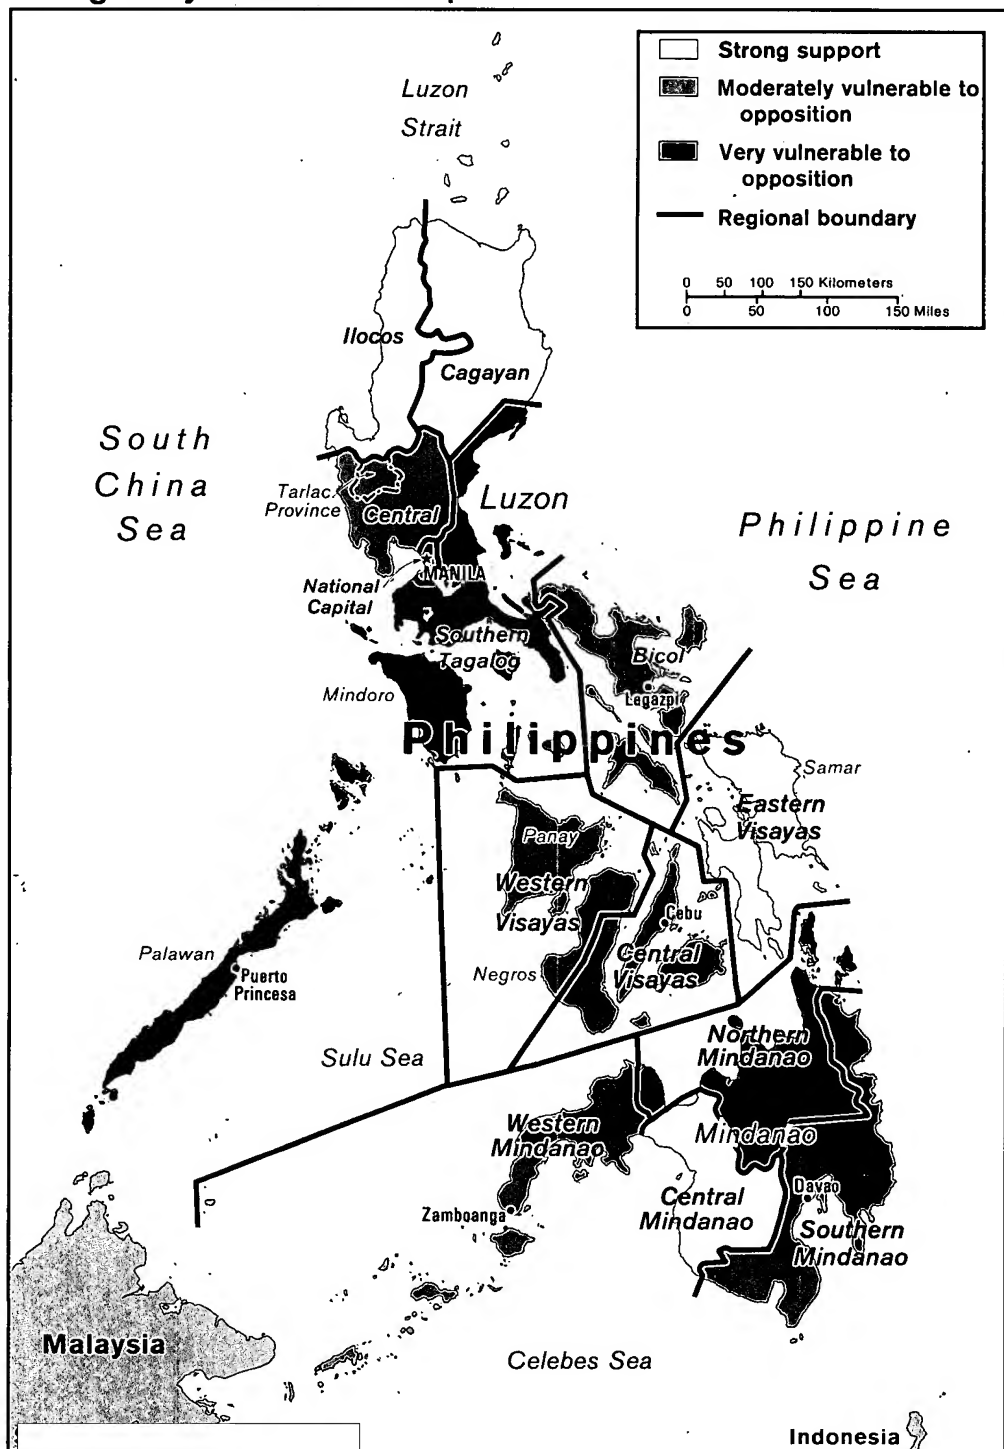 Strong support
Moderately vulnerable to
opposition
Very vulnerable to
opposition
Regional boundary
0 50 100 150 Kilometers
0 50 100 150 Miles
Luzon
Strait
Ilocos
Cagayan
South
China
Sea
Tarlac
Province
Central
Luzon
Philippine
Sea
MANILA
National
Capital
Southern
Tagalog
Bicol
Mindoro
Legazpi
Philippines
Samar
Eastern
Visayas
Panay
Western
Visayas
Cebu
Palawan
Negros
Central
Visayas
Puerto
Princesa
Sulu Sea
Northern
Mindanao
Western
Mindanao
Mindanao
Central
Mindanao
Davao
Zamboanga
Southern
Mindanao
Malaysia
Celebes Sea
Indonesia